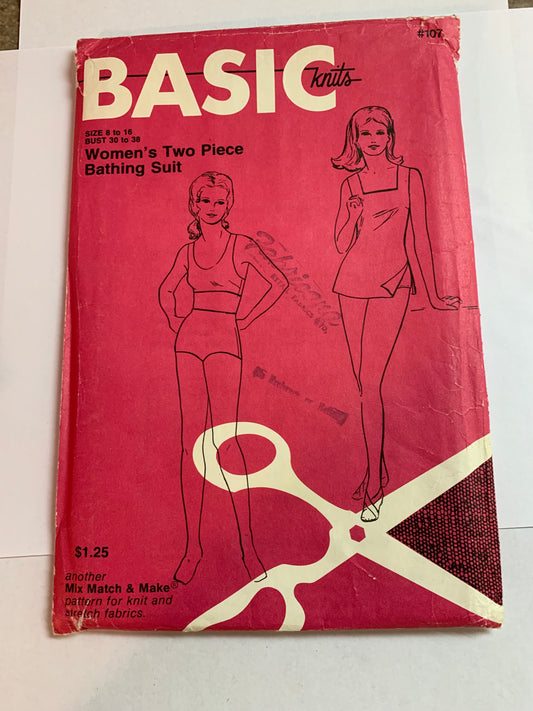 #107
BASIC
knits
SIZE 8 to 16
BUST 30 to 38
Women's Two Piece
Bathing Suit
$1.25
another
Mix Match & Make®
pattern for knit and
stretch fabrics.